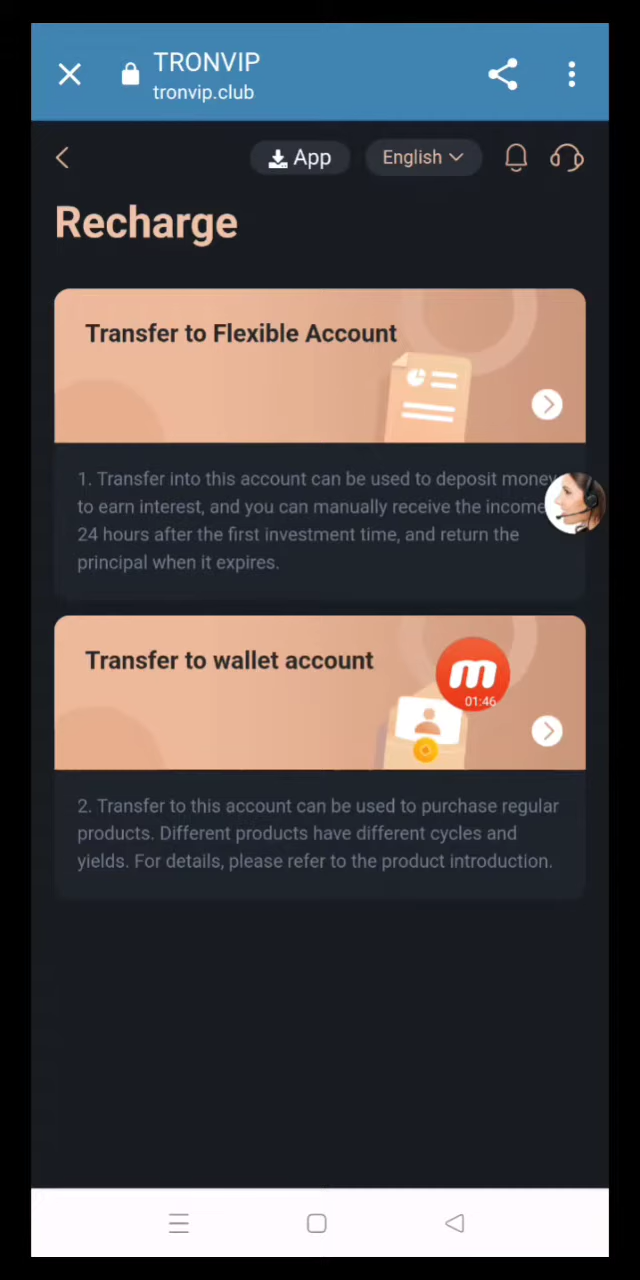 TRONVIP
tronvip.club
App
English
Recharge
Transfer to Flexible Account
1. Transfer into this account can be used to deposit money
to earn interest, and you can manually receive the income
24 hours after the first investment time, and return the
principal when it expires.
Transfer to wallet account
m
01:46
2. Transfer to this account can be used to purchase regular
products. Different products have different cycles and
yields. For details, please refer to the product introduction.